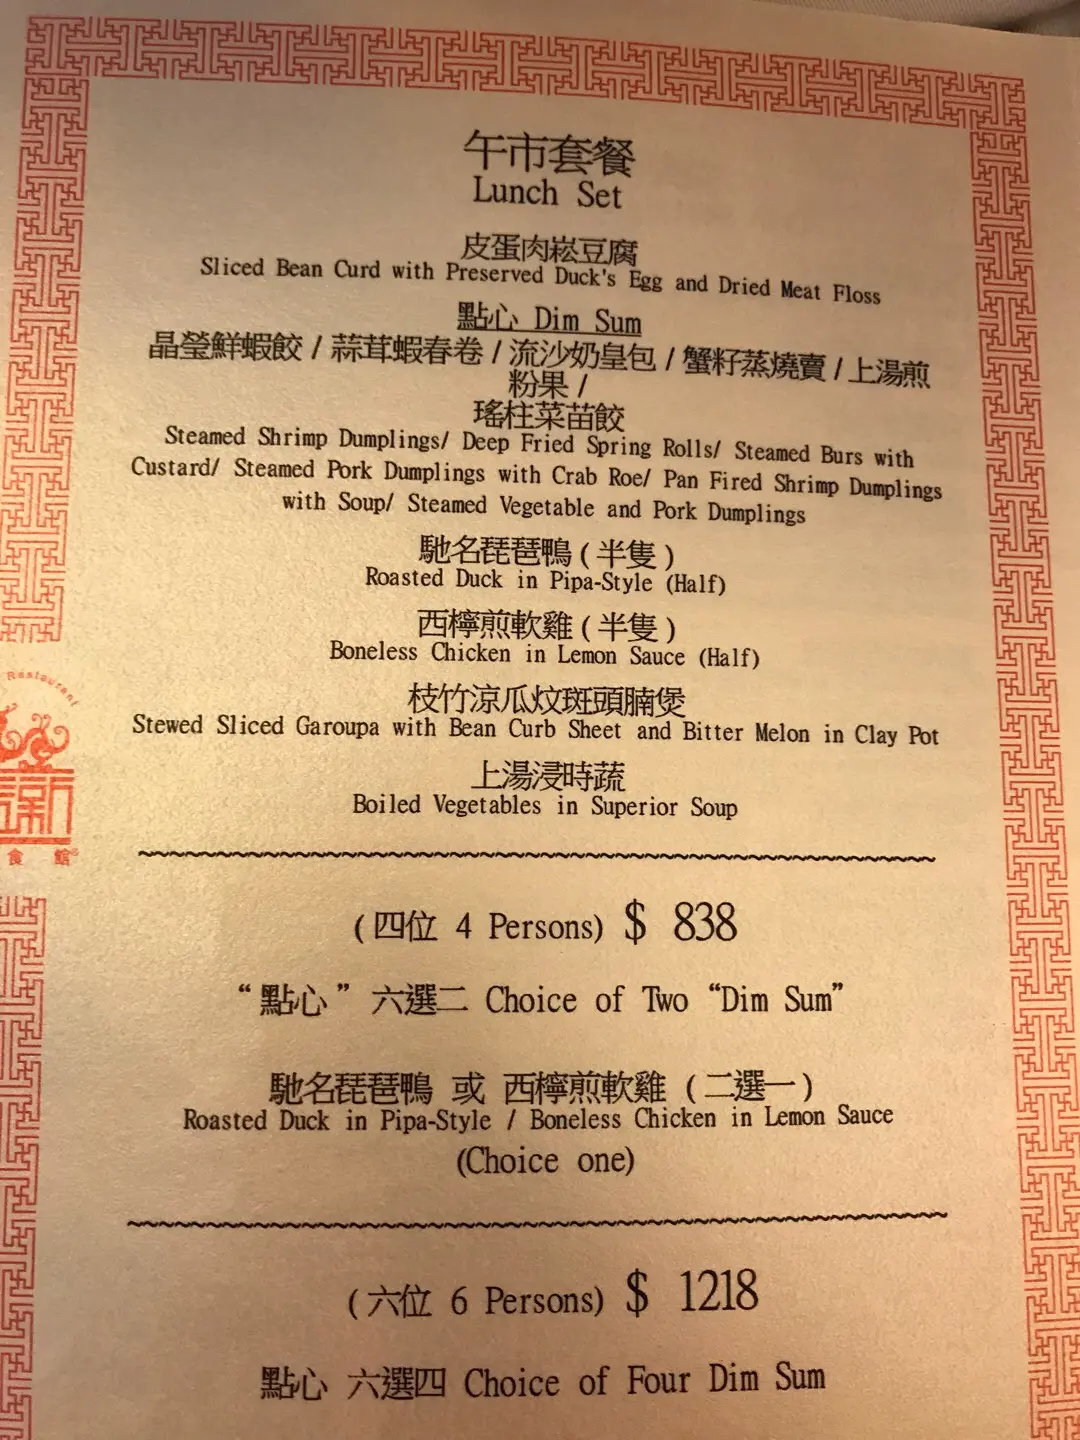 午市套餐
Lunch Set
皮蛋肉崧豆腐
Sliced Bean Curd with Preserved Duck's Egg and Dried Meat Floss
點心 Dim Sum
晶瑩鮮蝦餃 / 蒜茸蝦春卷 / 流沙奶皇包 / 蟹籽蒸燒賣 / 上湯煎
粉果 /
瑤柱菜苗餃
Steamed Shrimp Dumplings/ Deep Fried Spring Rolls/ Steamed Burs with
Custard/ Steamed Pork Dumplings with Crab Roe/ Pan Fired Shrimp Dumplings
with Soup/ Steamed Vegetable and Pork Dumplings
馳名琵琶鴨 ( 半隻 )
Roasted Duck in Pipa-Style (Half)
西檸煎軟雞 ( 半隻 )
Boneless Chicken in Lemon Sauce (Half)
枝竹涼瓜炆斑頭腩煲
Stewed Sliced Garoupa with Bean Curb Sheet and Bitter Melon in Clay Pot
上湯浸時蔬
Boiled Vegetables in Superior Soup
Restaurant
食 館
( 四位 4 Persons) $ 838
“點心” 六選二 Choice of Two “Dim Sum”
馳名琵琶鴨 或 西檸煎軟雞 ( 二選一 )
Roasted Duck in Pipa-Style / Boneless Chicken in Lemon Sauce
(Choice one)
( 六位 6 Persons) $ 1218
點心 六選四 Choice of Four Dim Sum